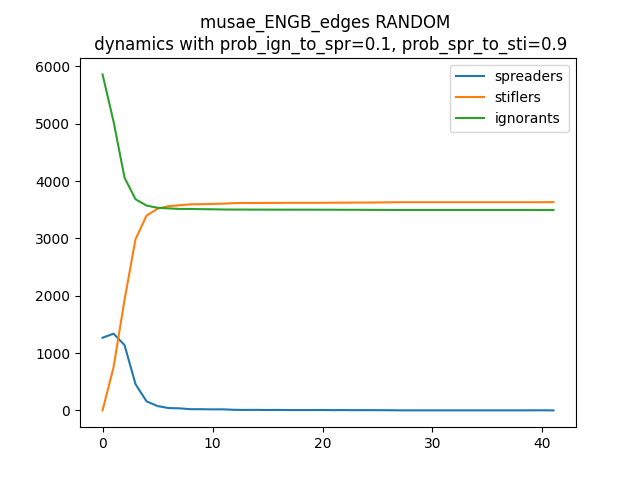 musae_ENGB_edges RANDOM
dynamics with prob_ign_to_spr=0.1, prob_spr_to_sti=0.9
6000
5000
4000
3000
2000
1000
0
spreaders
stiflers
ignorants
0 10 20 30 40